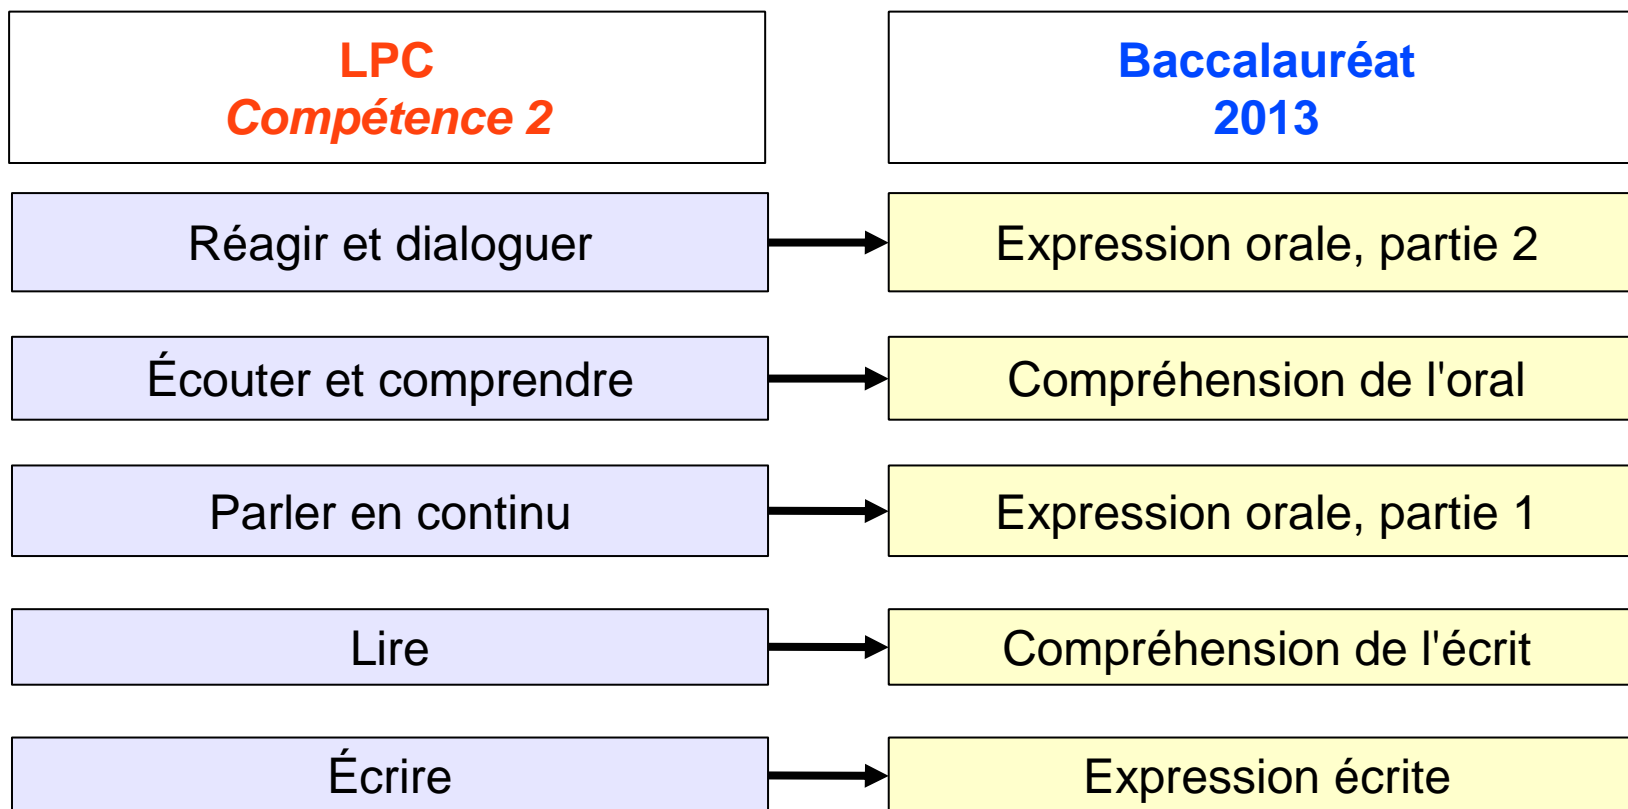 LPC
Compétence 2
Baccalauréat
2013
Réagir et dialoguer
Expression orale, partie 2
Écouter et comprendre
Compréhension de l'oral
Parler en continu
Expression orale, partie 1
Lire
Compréhension de l'écrit
Écrire
Expression écrite